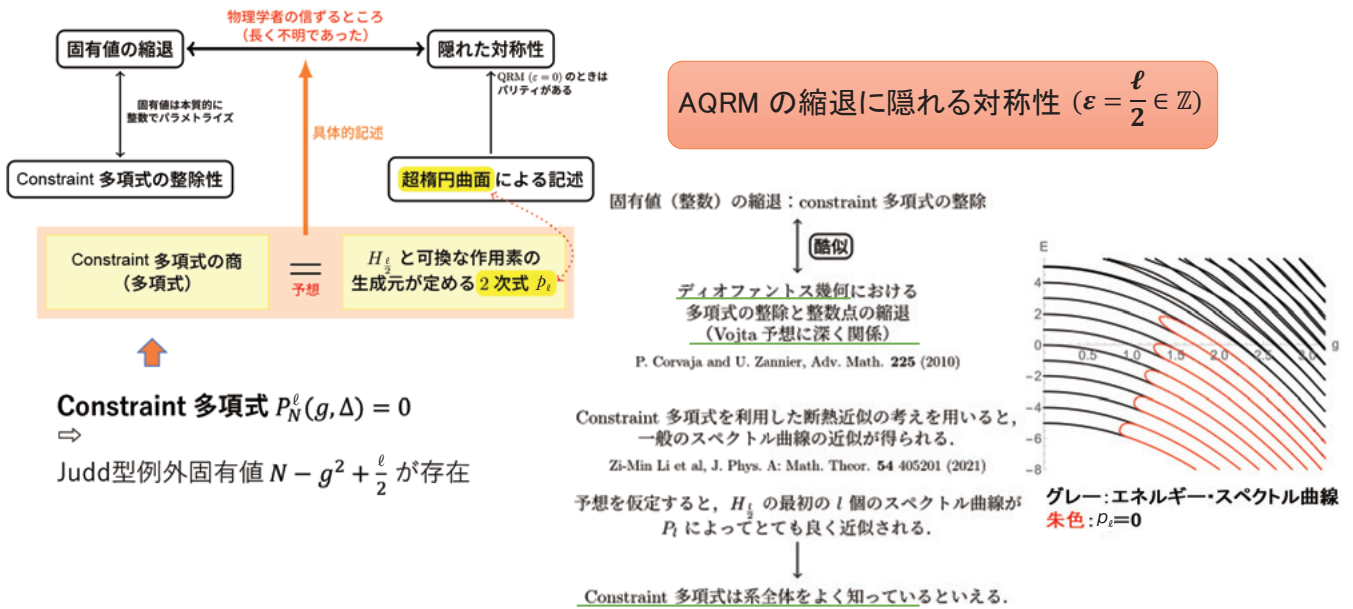 物理学者の信ずるところ
（長く不明であった）
固有値の縮退
隠れた対称性
QRM (ε = 0) のときは
パリティがある
固有値は本質的に
整数でパラメトライズ
具体的記述
Constraint 多項式の整除性
超楕円曲面による記述
Constraint 多項式の商
（多項式）
=
予想
H_{ℓ/2} と可換な作用素の
生成元が定める 2 次式 p_ℓ
Constraint 多項式 P_N^ℓ(g, Δ) = 0
⇨
Judd型例外固有値 N − g² + ℓ/2 が存在
AQRM の縮退に隠れる対称性 (ε = ℓ/2 ∈ ℤ)
固有値（整数）の縮退：constraint 多項式の整除
酷似
ディオファントス幾何における
多項式の整除と整数点の縮退
（Vojta 予想に深く関係）
P. Corvaja and U. Zannier, Adv. Math. 225 (2010)
Constraint 多項式を利用した断熱近似の考えを用いると，
一般のスペクトル曲線の近似が得られる．
Zi-Min Li et al, J. Phys. A: Math. Theor. 54 405201 (2021)
予想を仮定すると，H_{ℓ/2} の最初の l 個のスペクトル曲線が
P_l によってとても良く近似される．
Constraint 多項式は系全体をよく知っているといえる．
E
4
2
0
-2
-4
-6
-8
0.5 1.0 1.5 2.0 2.5 3.0 g
グレー：エネルギー・スペクトル曲線
朱色：p_ℓ=0